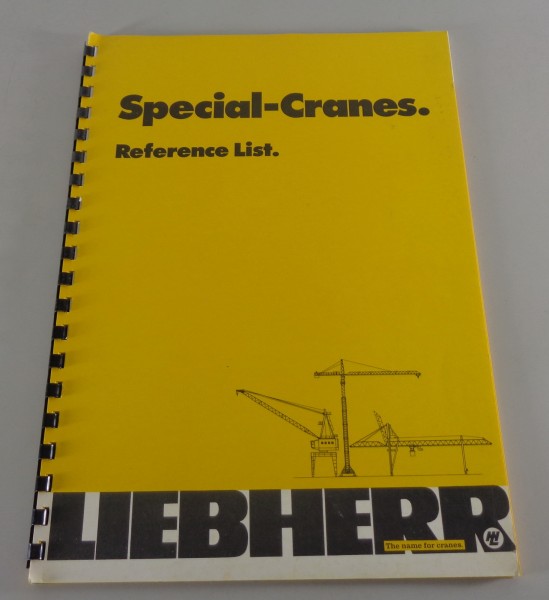 Special-Cranes.
Reference List.
LIEBHERR
The name for cranes.